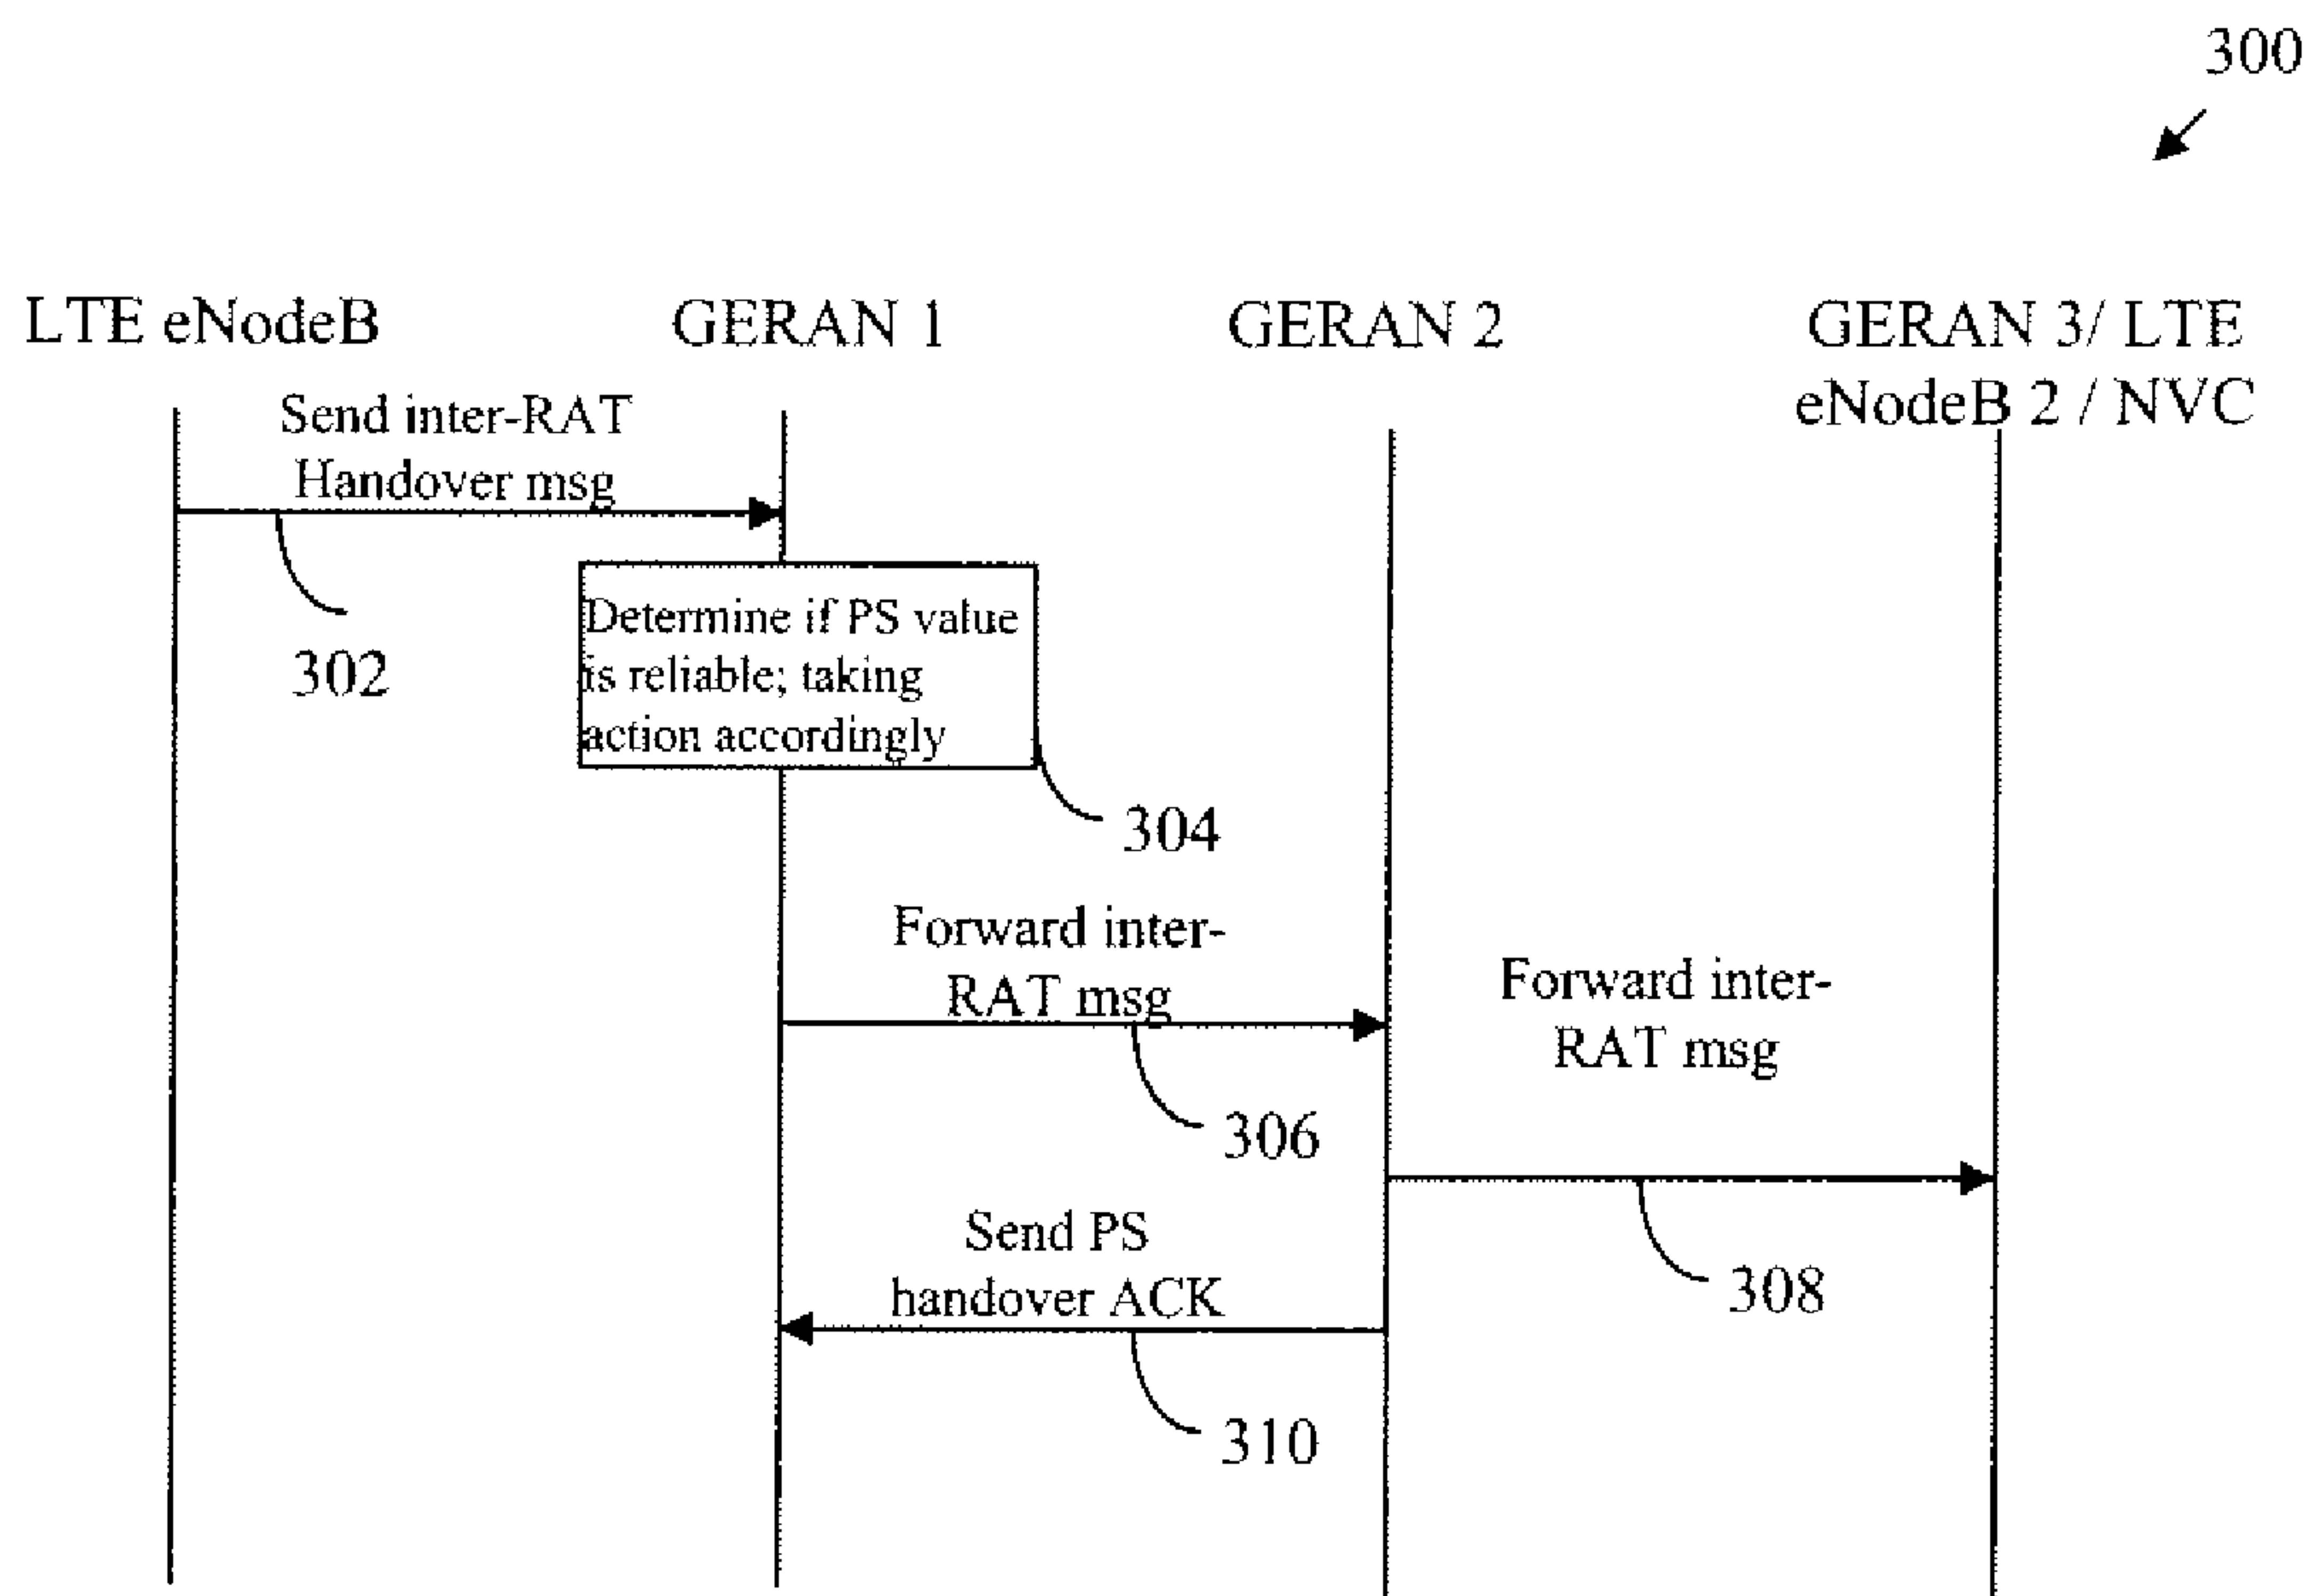 300
LTE eNodeB
GERAN 1
GERAN 2
GERAN 3/ LTE
eNodeB 2 / NVC
Send inter-RAT
Handover msg
302
Determine if PS value
is reliable; taking
action accordingly
304
Forward inter-
RAT msg
306
Forward inter-
RAT msg
308
Send PS
handover ACK
310